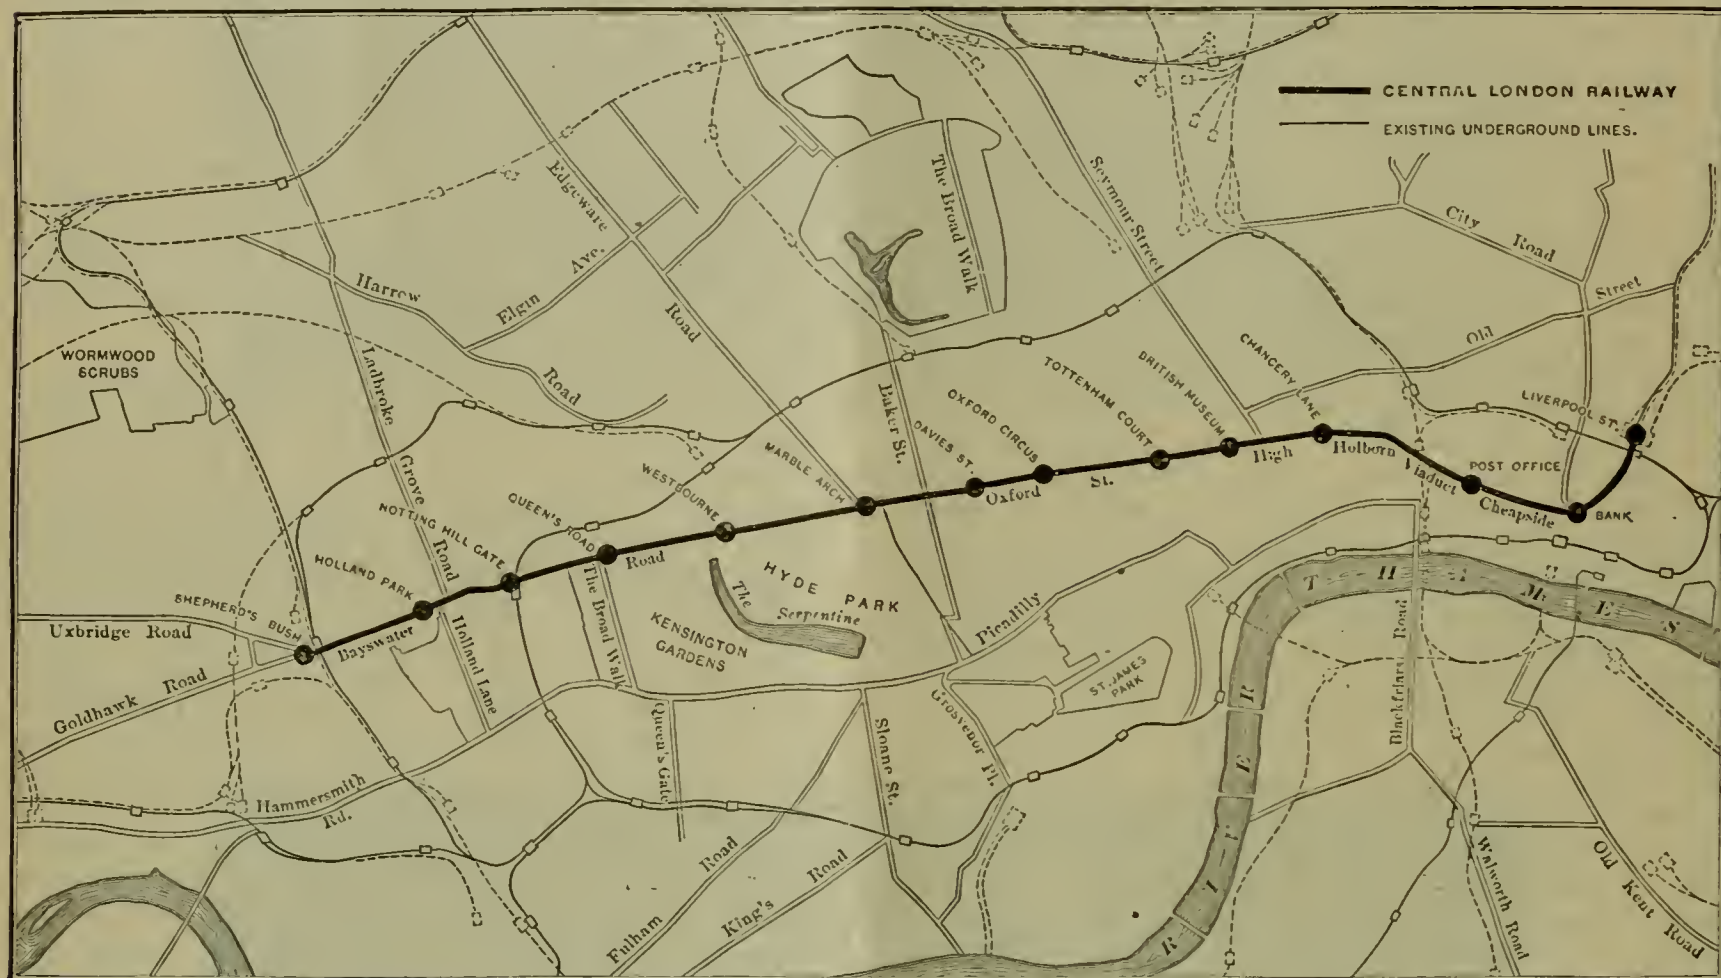 CENTRAL LONDON RAILWAY
EXISTING UNDERGROUND LINES.
Edgeware
Road
The Broad Walk
Seymour Street
City
Road
Old
Street
Harrow
Road
Elgin
Ave.
WORMWOOD
SCRUBS
Ladbroke
Grove
Road
Baker St.
SHEPHERD'S BUSH
HOLLAND PARK
NOTTING HILL GATE
QUEEN'S ROAD
WESTBOURNE
MARBLE ARCH
DAVIES ST.
OXFORD CIRCUS
TOTTENHAM COURT
BRITISH MUSEUM
CHANCERY LANE
POST OFFICE
BANK
LIVERPOOL ST.
Bayswater
Road
Oxford
St.
High
Holborn
Viaduct
Cheapside
HYDE PARK
The
Serpentine
KENSINGTON
GARDENS
The Broad Walk
Holland Lane
Uxbridge Road
Goldhawk Road
Hammersmith
Rd.
Queen's Gate
Sloane St.
Grosvenor Pl.
Picadilly
ST. JAMES
PARK
Fulham Road
King's Road
RIVER
THAMES
Blackfriars Road
Walworth Road
Old Kent Road